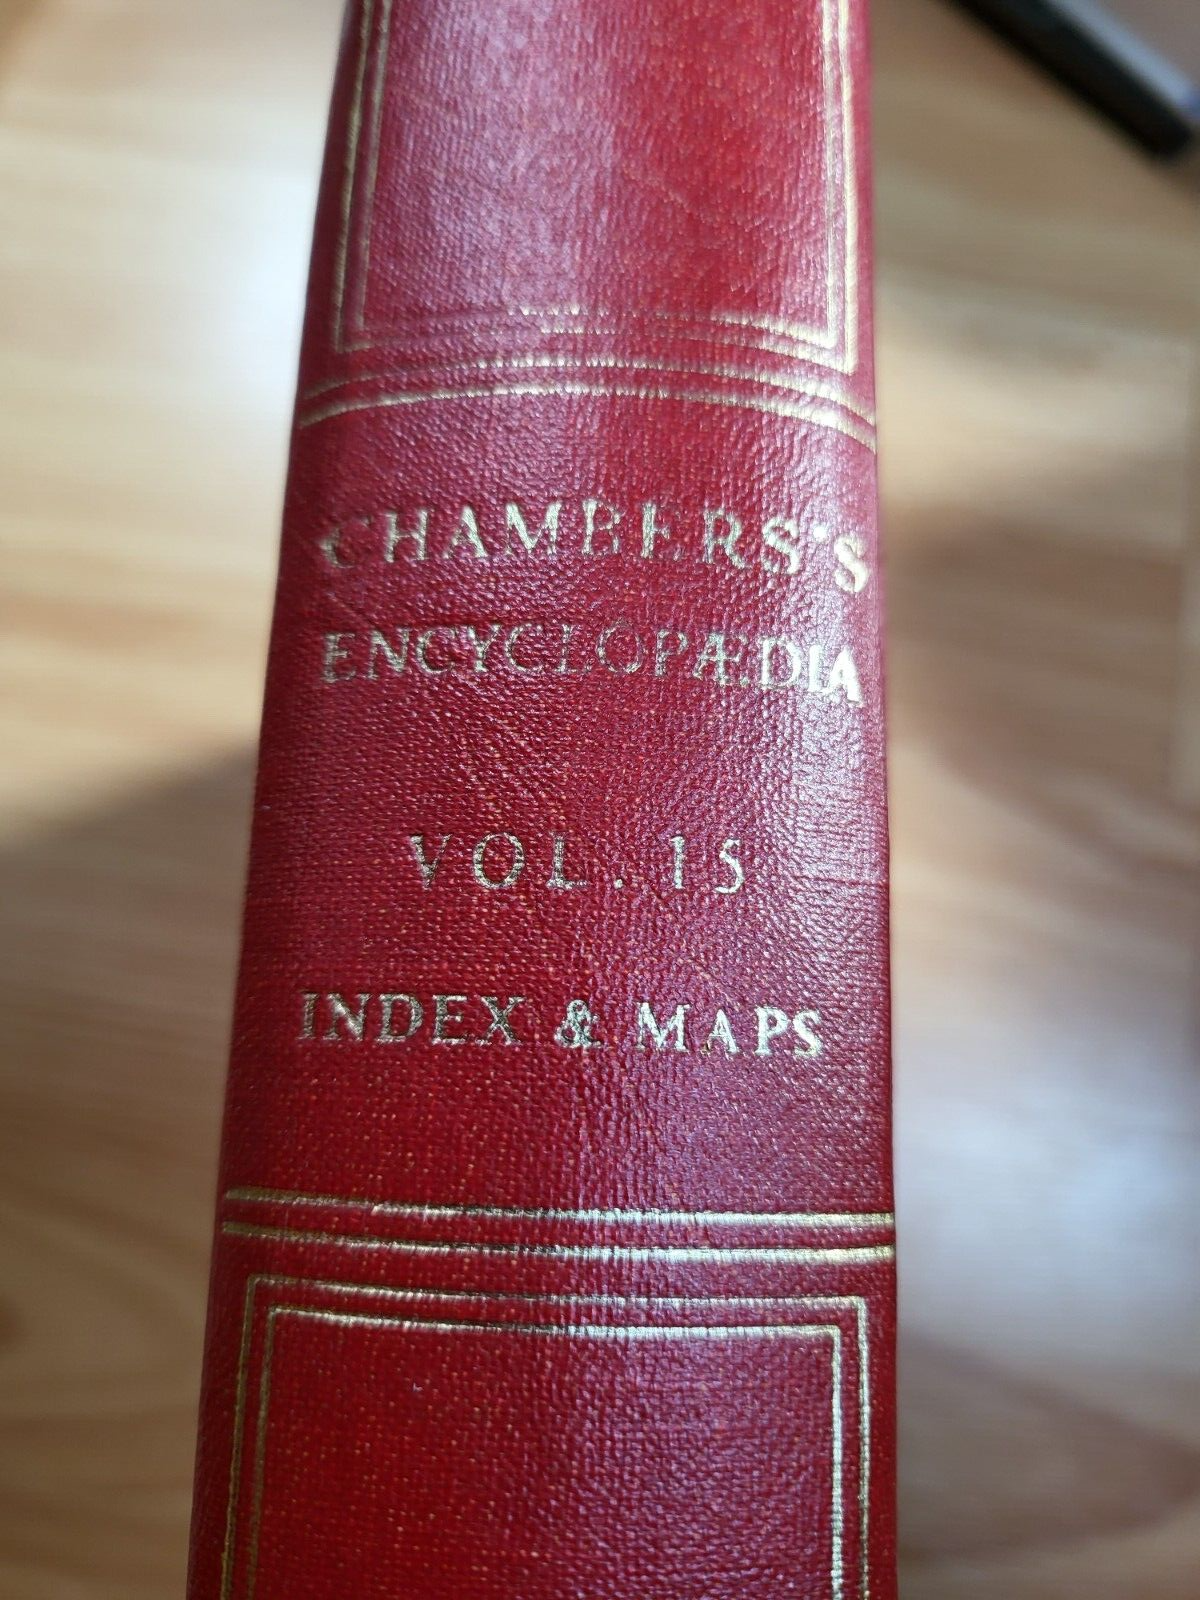 CHAMBERS'S
ENCYCLOPÆDIA
VOL. 15
INDEX & MAPS